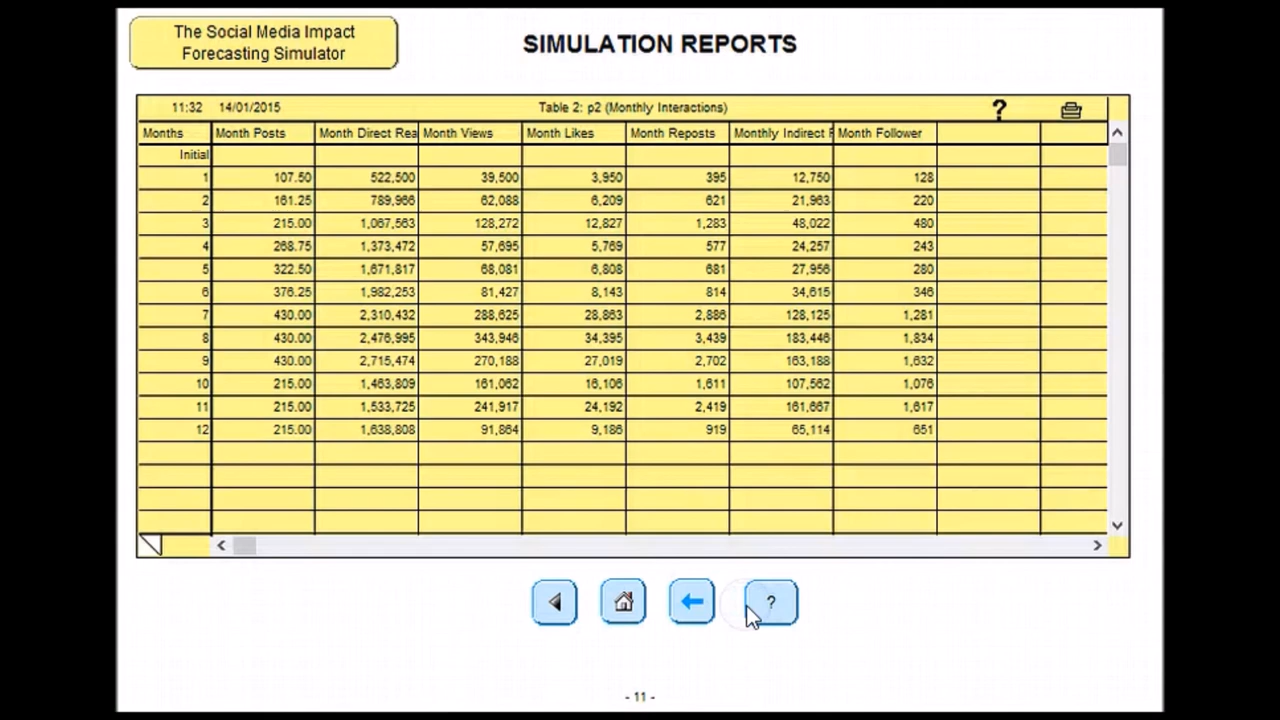 The Social Media Impact
Forecasting Simulator
SIMULATION REPORTS
11:32 14/01/2015 Table 2: p2 (Monthly Interactions) ?
Months Month Posts Month Direct Rea Month Views Month Likes Month Reposts Monthly Indirect F Month Follower
Initial
1 107.50 522,500 39,500 3,950 395 12,750 128
2 161.25 789,966 62,088 6,209 621 21,963 220
3 215.00 1,067,563 128,272 12,827 1,283 48,022 480
4 268.75 1,373,472 57,695 5,769 577 24,257 243
5 322.50 1,671,817 68,081 6,808 681 27,956 280
6 376.25 1,982,253 81,427 8,143 814 34,615 346
7 430.00 2,310,432 288,625 28,863 2,886 128,125 1,281
8 430.00 2,476,995 343,946 34,395 3,439 183,446 1,834
9 430.00 2,715,474 270,188 27,019 2,702 163,188 1,632
10 215.00 1,463,809 161,062 16,106 1,611 107,562 1,076
11 215.00 1,533,725 241,917 24,192 2,419 161,667 1,617
12 215.00 1,638,808 91,864 9,186 919 65,114 651
?
- 11 -